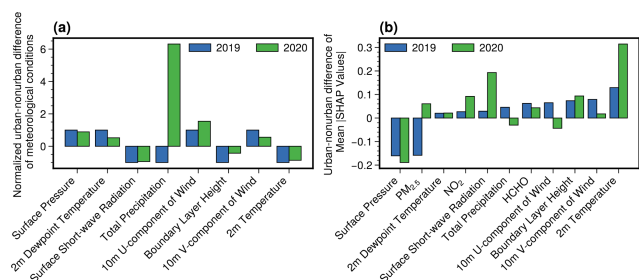 (a)
Normalized urban-nonurban difference
of meteorological conditions
2019 2020
6
4
2
0
Surface Pressure
2m Dewpoint Temperature
Surface Short-wave Radiation
Total Precipitation
10m U-component of Wind
Boundary Layer Height
10m V-component of Wind
2m Temperature
(b)
Urban-nonurban difference of
Mean |SHAP Values|
2019 2020
0.3
0.2
0.1
0
−0.1
−0.2
Surface Pressure
PM2.5
2m Dewpoint Temperature
NO2
Surface Short-wave Radiation
Total Precipitation
HCHO
10m U-component of Wind
Boundary Layer Height
10m V-component of Wind
2m Temperature